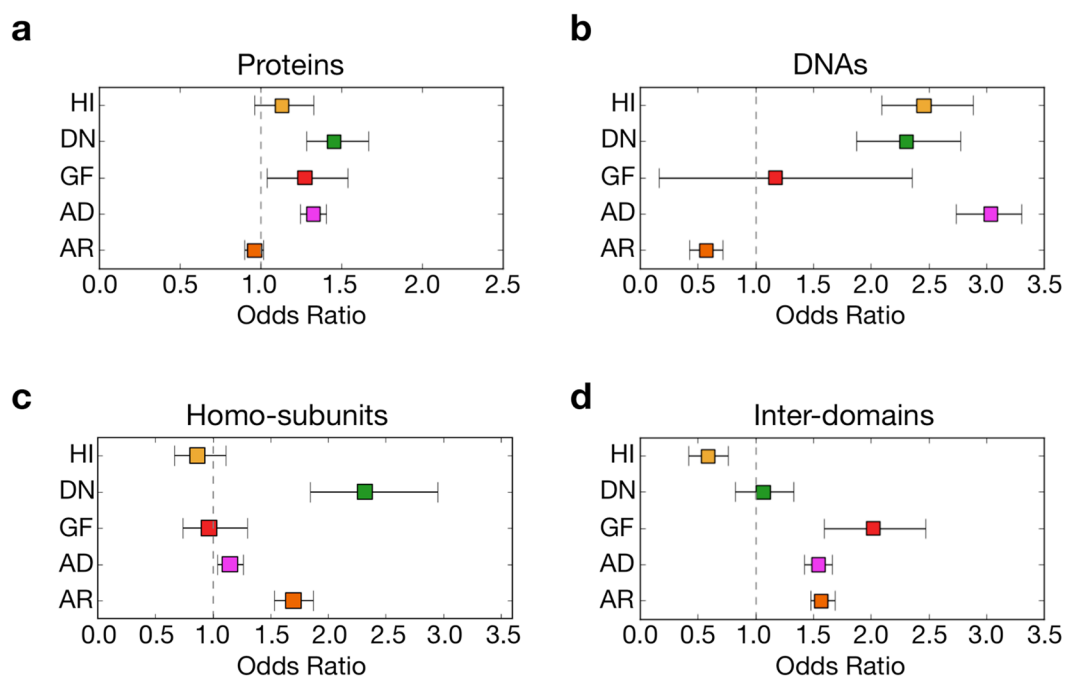 a
Proteins
HI
DN
GF
AD
AR
0.0 0.5 1.0 1.5 2.0 2.5
Odds Ratio
b
DNAs
HI
DN
GF
AD
AR
0.0 0.5 1.0 1.5 2.0 2.5 3.0 3.5
Odds Ratio
c
Homo-subunits
HI
DN
GF
AD
AR
0.0 0.5 1.0 1.5 2.0 2.5 3.0 3.5
Odds Ratio
d
Inter-domains
HI
DN
GF
AD
AR
0.0 0.5 1.0 1.5 2.0 2.5 3.0 3.5
Odds Ratio